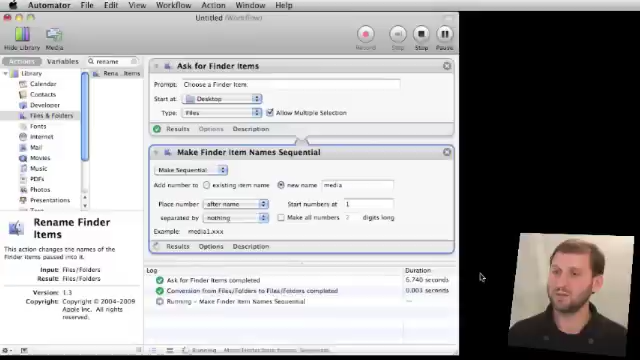 Automator File Edit View Workflow Window Help
Untitled (Workflow)
Hide Library Media Record Step Stop Pause
Actions Variables rename
Library
Calendar
Contacts
Developer
Files & Folders
Fonts
Internet
Mail
Movies
Music
PDFs
Photos
Presentations
Text
Rena...Items
Ask for Finder Items
Prompt: Choose a Finder Item
Start at: Desktop
Type: Files Allow Multiple Selection
Results Options Description
Make Finder Item Names Sequential
Make Sequential
Add number to existing item name new name media
Place number after name Start numbers at 1
separated by nothing Make all numbers digits long
Example: media1.xxx
Results Options Description
Rename Finder
Items
This action changes the names of the
Finder items passed into it.
Input: Files/Folders
Result: Files/Folders
Version: 1.3
Copyright: Copyright © 2004-2009
Apple Inc. All rights
Log Duration
Ask for Finder Items completed 5.740 seconds
Conversion from Files/Folders to Files/Folders completed 0.003 seconds
Running - Make Finder Item Names Sequential --